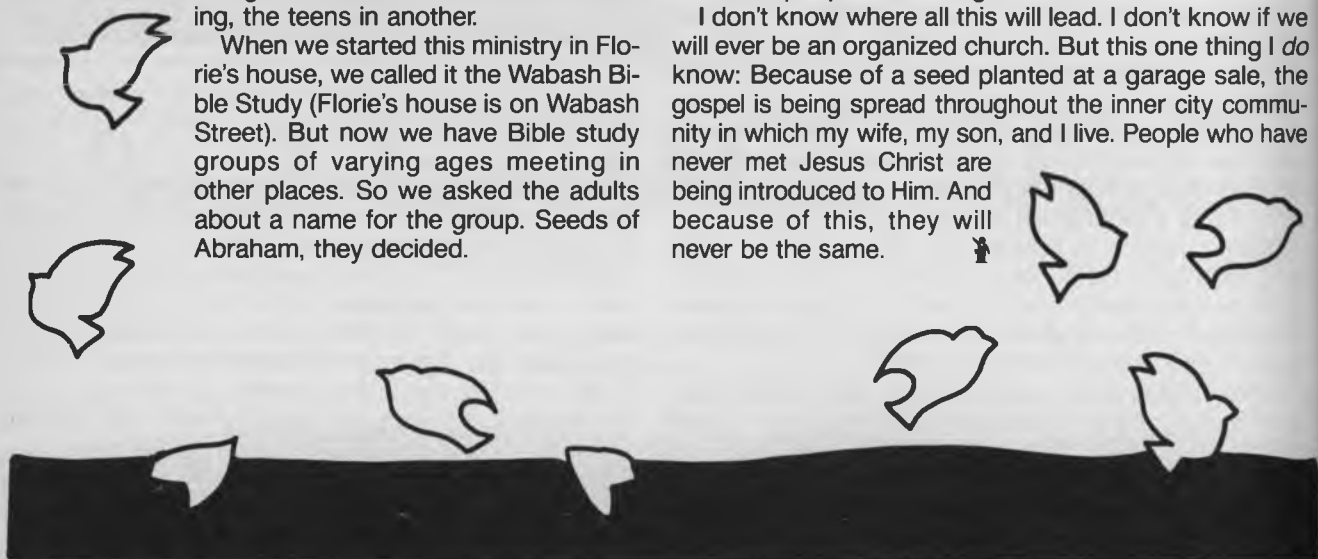 ing, the teens in another.
When we started this ministry in Flo-
rie's house, we called it the Wabash Bi-
ble Study (Florie's house is on Wabash
Street). But now we have Bible study
groups of varying ages meeting in
other places. So we asked the adults
about a name for the group. Seeds of
Abraham, they decided.
I don't know where all this will lead. I don't know if we
will ever be an organized church. But this one thing I do
know: Because of a seed planted at a garage sale, the
gospel is being spread throughout the inner city commu-
nity in which my wife, my son, and I live. People who have
never met Jesus Christ are
being introduced to Him. And
because of this, they will
never be the same.